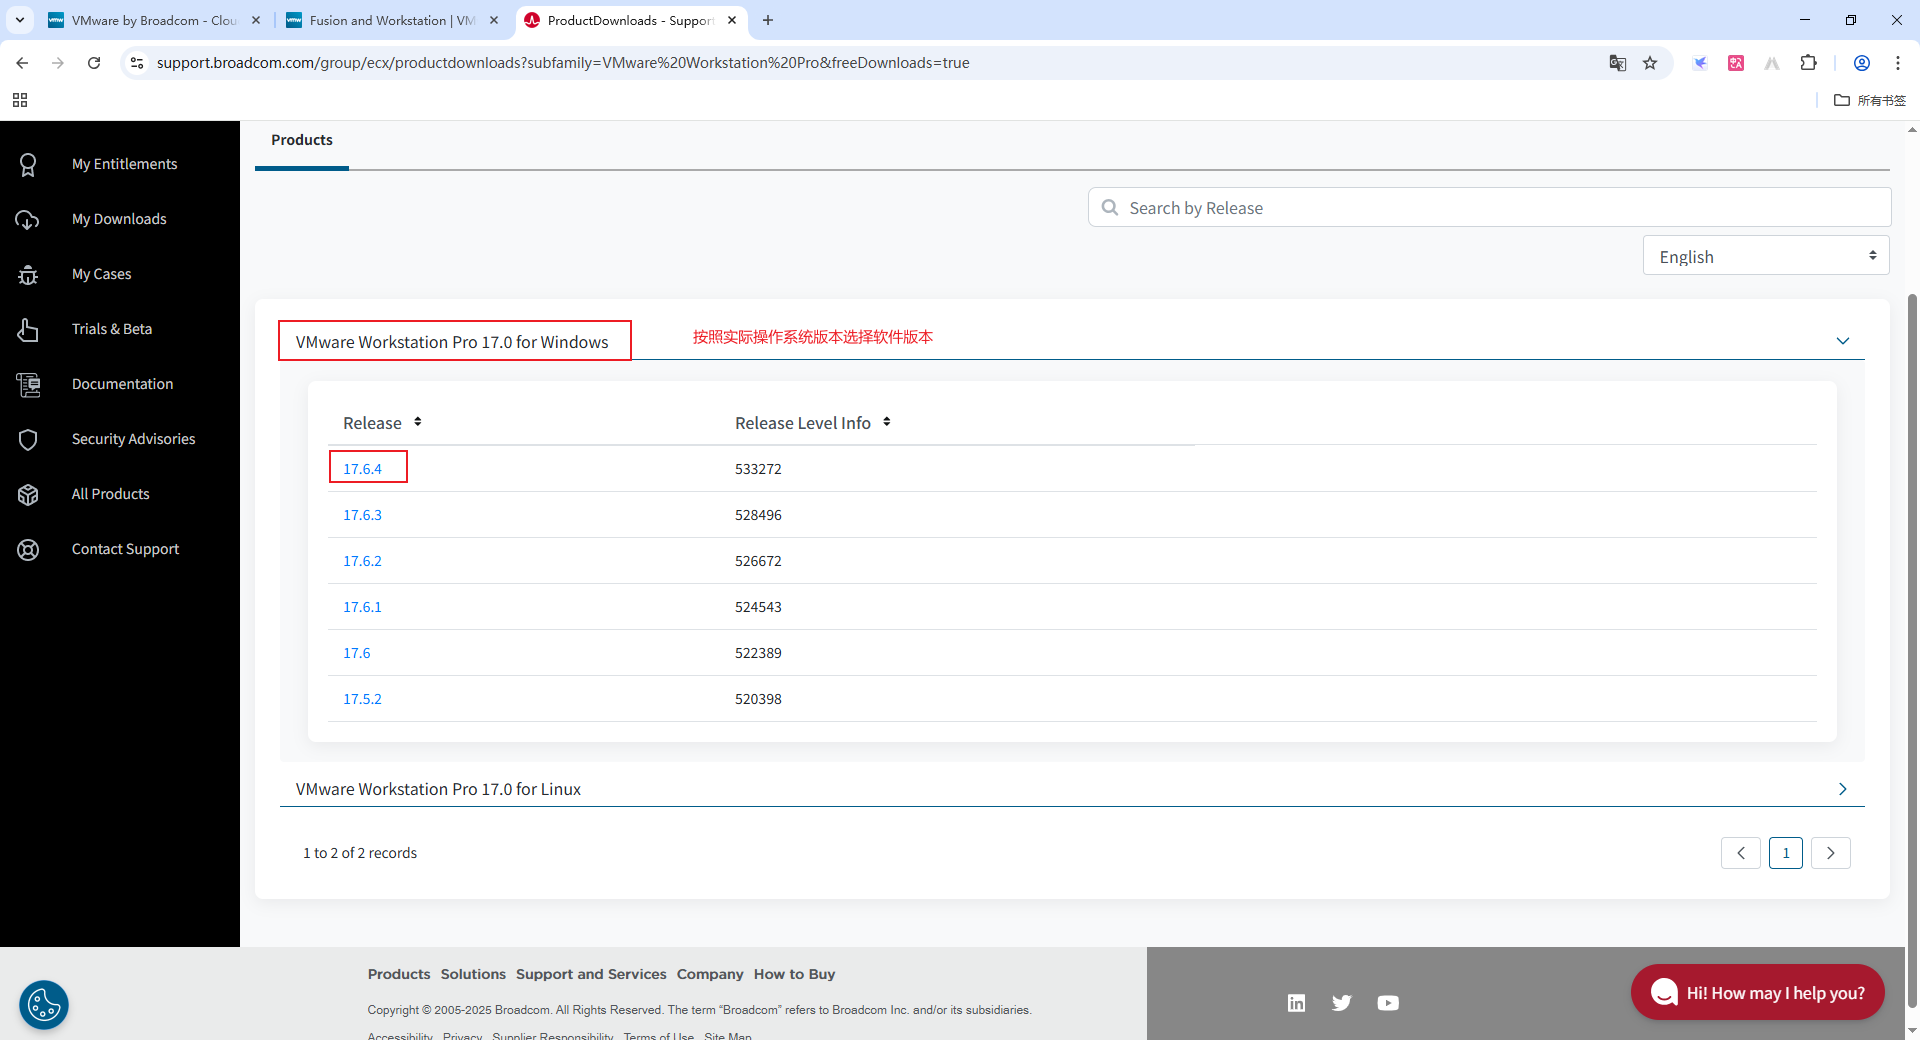 VMware by Broadcom - Clou
Fusion and Workstation | VM
ProductDownloads - Support
support.broadcom.com/group/ecx/productdownloads?subfamily=VMware%20Workstation%20Pro&freeDownloads=true
所有书签
My Entitlements
My Downloads
My Cases
Trials & Beta
Documentation
Security Advisories
All Products
Contact Support
Products
Search by Release
English
VMware Workstation Pro 17.0 for Windows
按照实际操作系统版本选择软件版本
Release Release Level Info
17.6.4 533272
17.6.3 528496
17.6.2 526672
17.6.1 524543
17.6 522389
17.5.2 520398
VMware Workstation Pro 17.0 for Linux
1 to 2 of 2 records
1
Products Solutions Support and Services Company How to Buy
Copyright © 2005-2025 Broadcom. All Rights Reserved. The term “Broadcom” refers to Broadcom Inc. and/or its subsidiaries.
Accessibility Privacy Supplier Responsibility Terms of Use Site Map
Hi! How may I help you?